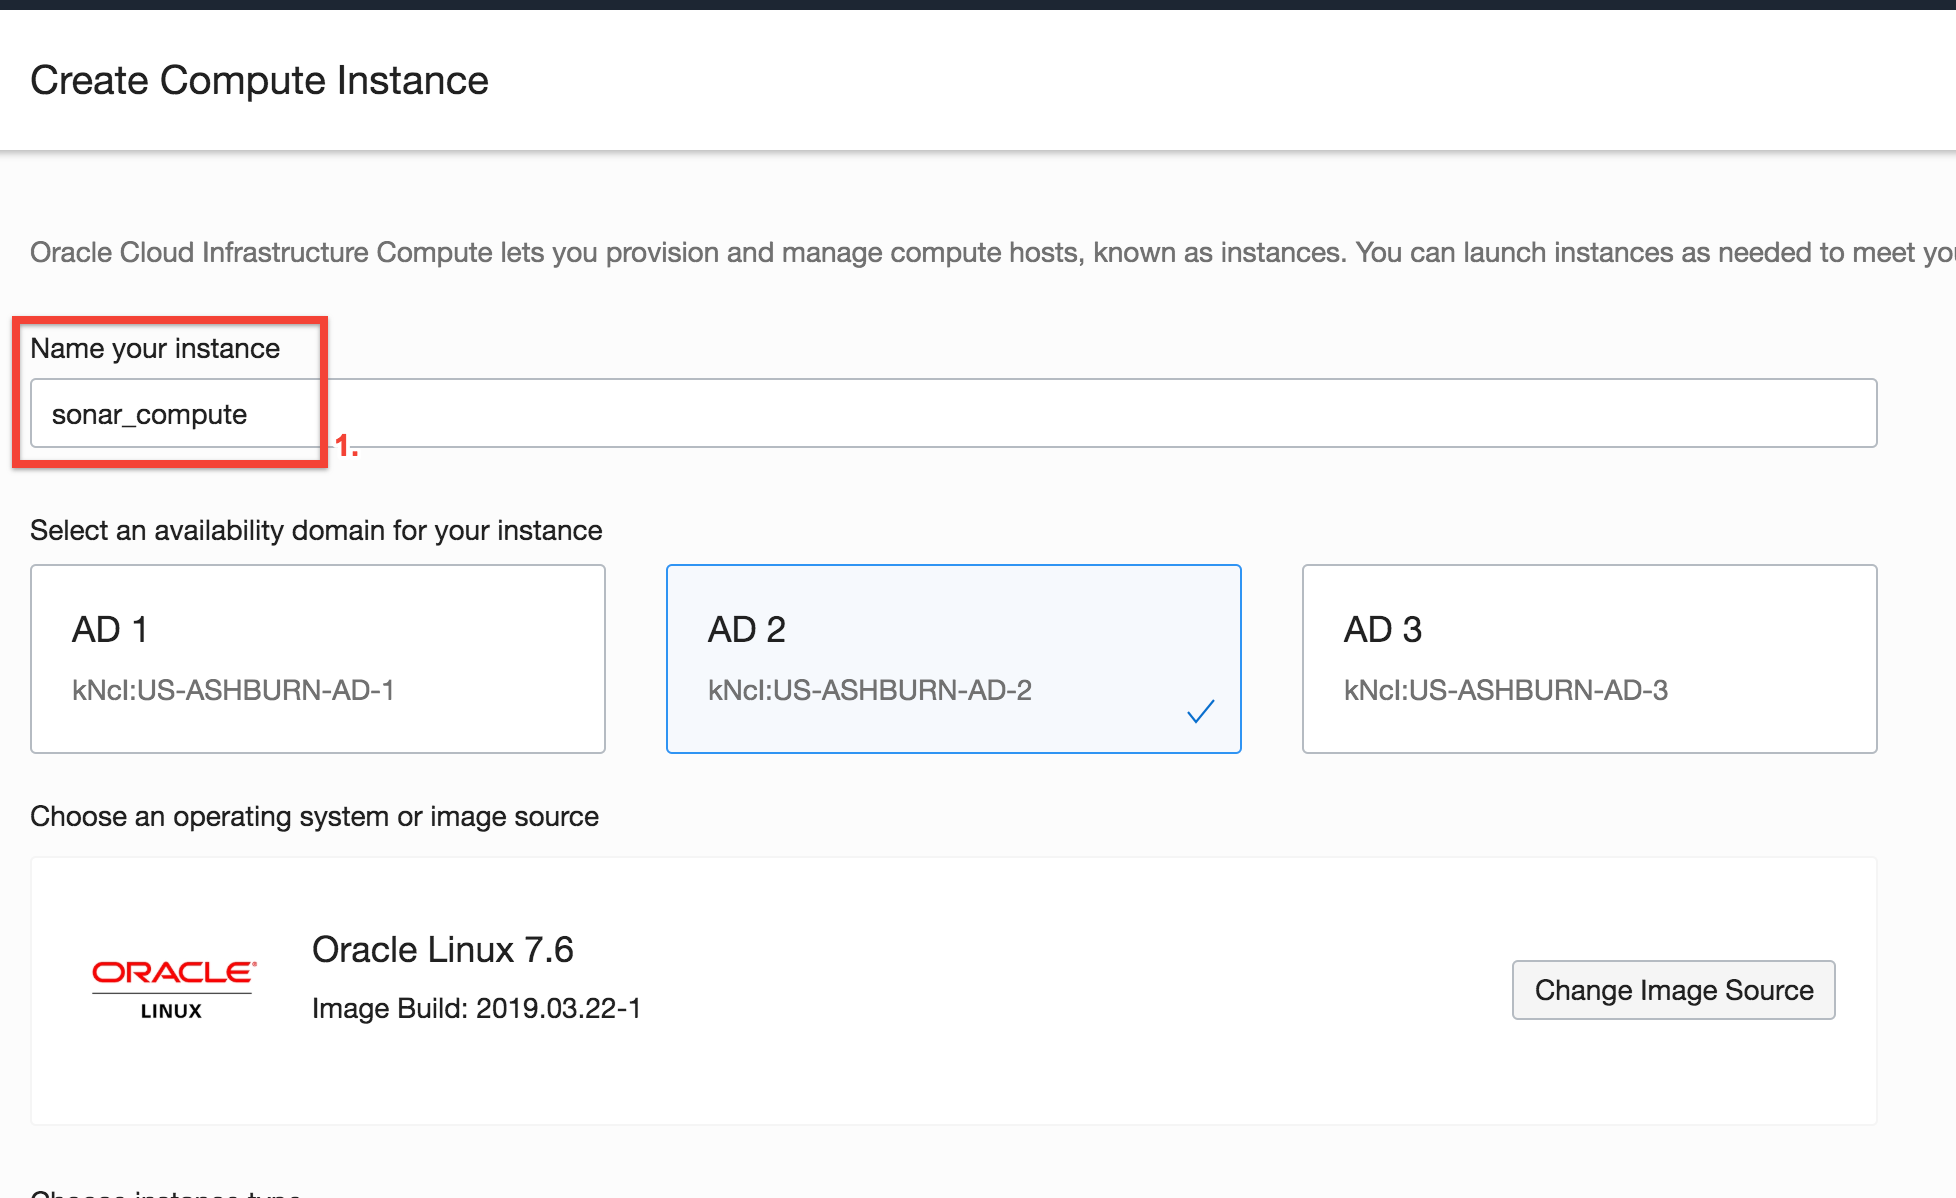 Create Compute Instance
Oracle Cloud Infrastructure Compute lets you provision and manage compute hosts, known as instances. You can launch instances as needed to meet
Name your instance
sonar_compute
1.
Select an availability domain for your instance
AD 1
kNcI:US-ASHBURN-AD-1
AD 2
kNcI:US-ASHBURN-AD-2
AD 3
kNcI:US-ASHBURN-AD-3
Choose an operating system or image source
ORACLE
LINUX
Oracle Linux 7.6
Image Build: 2019.03.22-1
Change Image Source
Choose instance type